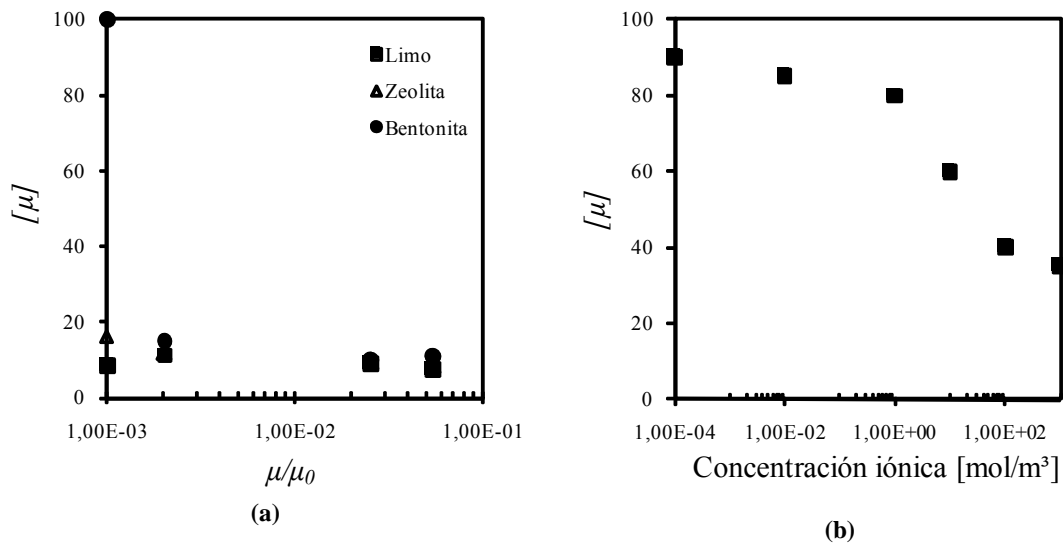 100
80
60
40
20
0
[μ]
Limo
Zeolita
Bentonita
1,00E-03
1,00E-02
1,00E-01
μ/μ0
(a)
100
80
60
40
20
0
[μ]
1,00E-04
1,00E-02
1,00E+00
1,00E+02
Concentración iónica [mol/m³]
(b)